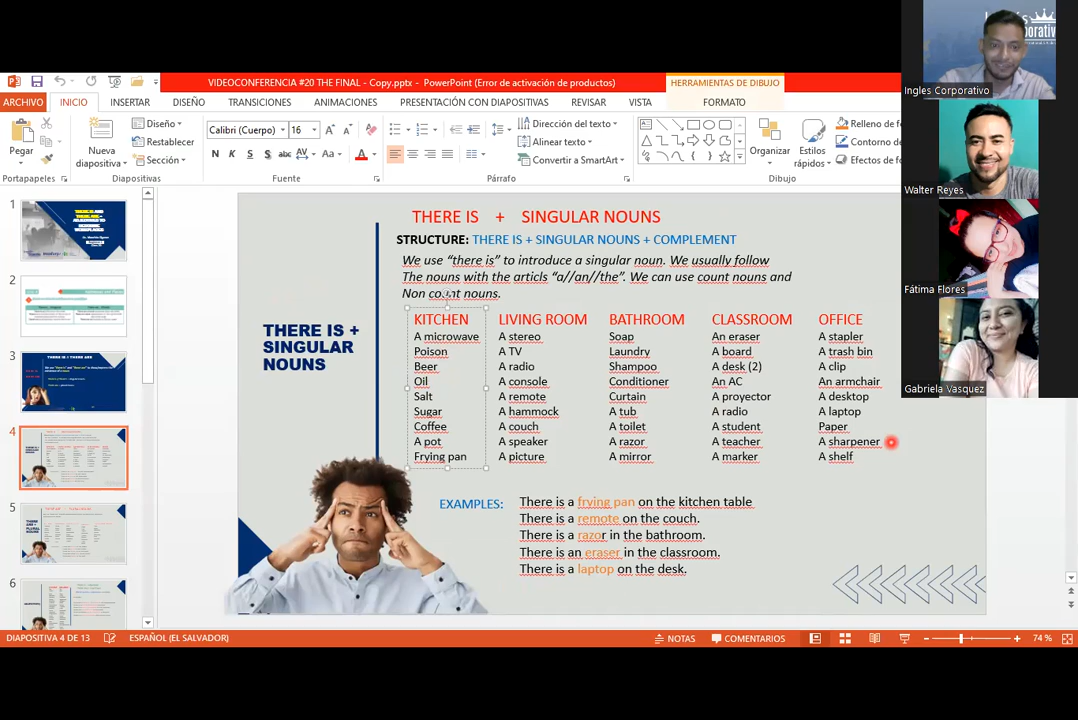 VIDEOCONFERENCIA #20 THE FINAL - Copy.pptx - PowerPoint (Error de activación de productos)
HERRAMIENTAS DE DIBUJO
ARCHIVO INICIO INSERTAR DISEÑO TRANSICIONES ANIMACIONES PRESENTACIÓN CON DIAPOSITIVAS REVISAR VISTA FORMATO
Pegar
Portapapeles
Nueva
diapositiva
Diseño
Restablecer
Sección
Diapositivas
Calibri (Cuerpo) 16
N K S S abc AV Aa A
Fuente
Dirección del texto
Alinear texto
Convertir a SmartArt
Párrafo
Organizar
Estilos
rápidos
Relleno de
Contorno de
Efectos de fo
Dibujo
Ingles Corporativo
Walter Reyes
Fátima Flores
Gabriela Vasquez
1
2
3
4
5
6
THERE IS + SINGULAR NOUNS
STRUCTURE: THERE IS + SINGULAR NOUNS + COMPLEMENT
We use “there is” to introduce a singular noun. We usually follow
The nouns with the articls “a//an//the”. We can use count nouns and
Non count nouns.
THERE IS +
SINGULAR
NOUNS
KITCHEN
A microwave
Poison
Beer
Oil
Salt
Sugar
Coffee
A pot
Frying pan
LIVING ROOM
A stereo
A TV
A radio
A console
A remote
A hammock
A couch
A speaker
A picture
BATHROOM
Soap
Laundry
Shampoo
Conditioner
Curtain
A tub
A toilet
A razor
A mirror
CLASSROOM
An eraser
A board
A desk (2)
An AC
A proyector
A radio
A student
A teacher
A marker
OFFICE
A stapler
A trash bin
A clip
An armchair
A desktop
A laptop
Paper
A sharpener
A shelf
EXAMPLES:
There is a frying pan on the kitchen table
There is a remote on the couch.
There is a razor in the bathroom.
There is an eraser in the classroom.
There is a laptop on the desk.
DIAPOSITIVA 4 DE 13 ESPAÑOL (EL SALVADOR) NOTAS COMENTARIOS 74 %